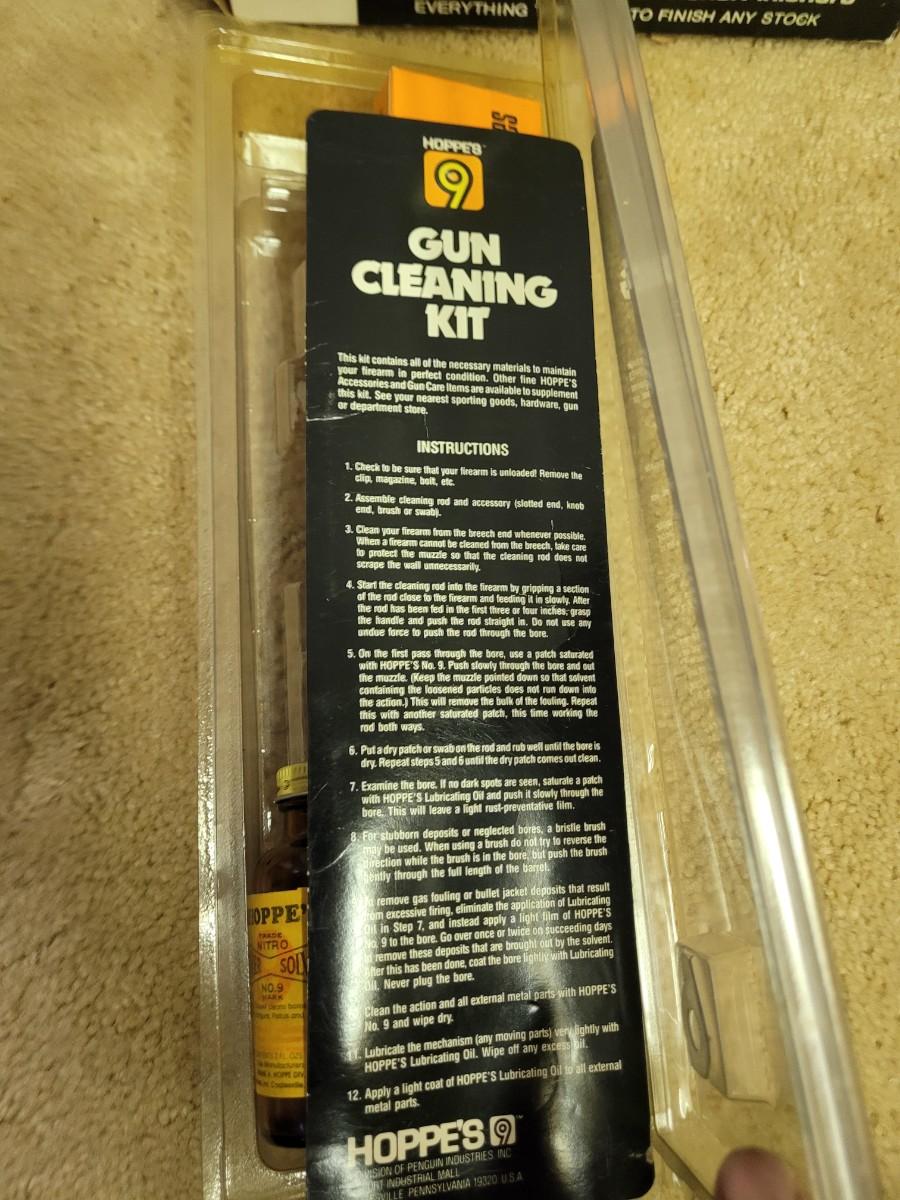 EVERYTHING
TO FINISH ANY STOCK
HOPPE'S™
9
GUN
CLEANING
KIT
This kit contains all of the necessary materials to maintain
your firearm in perfect condition. Other fine HOPPE'S
Accessories and Gun Care Items are available to supplement
this kit. See your nearest sporting goods, hardware, gun
or department store.
INSTRUCTIONS
1. Check to be sure that your firearm is unloaded! Remove the
clip, magazine, bolt, etc.
2. Assemble cleaning rod and accessory (slotted end, knob
end, brush or swab).
3. Clean your firearm from the breech end whenever possible.
When a firearm cannot be cleaned from the breech, take care
to protect the muzzle so that the cleaning rod does not
scrape the wall unnecessarily.
4. Start the cleaning rod into the firearm by gripping a section
of the rod close to the firearm and feeding it in slowly. After
the rod has been fed in the first three or four inches, grasp
the handle and push the rod straight in. Do not use any
undue force to push the rod through the bore.
5. On the first pass through the bore, use a patch saturated
with HOPPE'S No. 9. Push slowly through the bore and out
the muzzle. (Keep the muzzle pointed down so that solvent
containing the loosened particles does not run down into
the action.) This will remove the bulk of the fouling. Repeat
this with another saturated patch, this time working the
rod both ways.
6. Put a dry patch or swab on the rod and rub well until the bore is
dry. Repeat steps 5 and 6 until the dry patch comes out clean.
7. Examine the bore. If no dark spots are seen, saturate a patch
with HOPPE'S Lubricating Oil and push it slowly through the
bore. This will leave a light rust-preventative film.
8. For stubborn deposits or neglected bores, a bristle brush
may be used. When using a brush do not try to reverse the
direction while the brush is in the bore, but push the brush
gently through the full length of the barrel.
To remove gas fouling or bullet jacket deposits that result
from excessive firing, eliminate the application of Lubricating
Oil in Step 7, and instead apply a light film of HOPPE'S
No. 9 to the bore. Go over once or twice on succeeding days
to remove these deposits that are brought out by the solvent.
After this has been done, coat the bore lightly with Lubricating
Oil. Never plug the bore.
Clean the action and all external metal parts with HOPPE'S
No. 9 and wipe dry.
11. Lubricate the mechanism (any moving parts) very lightly with
HOPPE'S Lubricating Oil. Wipe off any excess oil.
12. Apply a light coat of HOPPE'S Lubricating Oil to all external
metal parts.
HOPPE'S 9™
VISION OF PENGUIN INDUSTRIES, INC
INDUSTRIAL MALL
VILLE PENNSYLVANIA 19320 U.S.A.
HOPPE'
TRADE
NITRO
SOL
NO.9
MARK